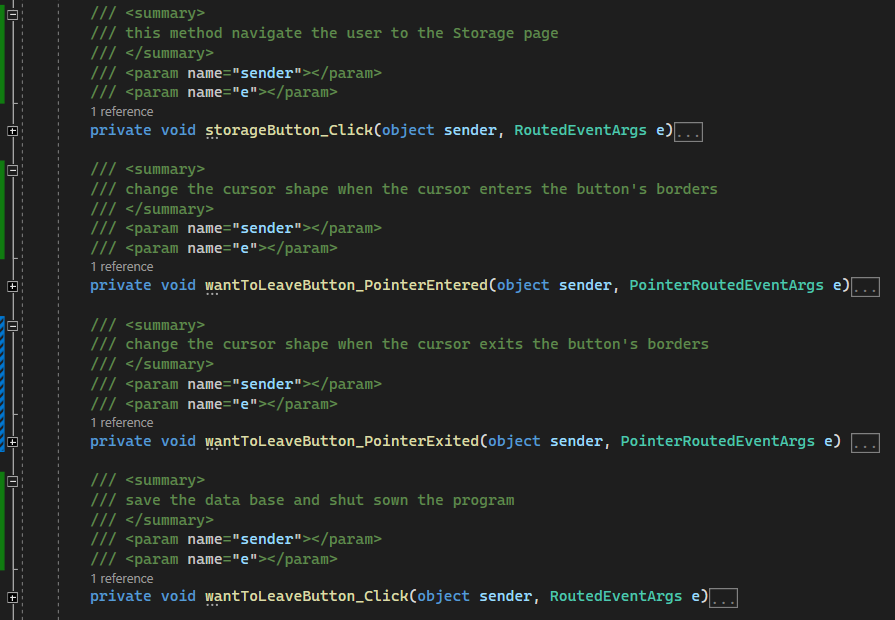 /// <summary>
/// this method navigate the user to the Storage page
/// </summary>
/// <param name="sender"></param>
/// <param name="e"></param>
1 reference
private void storageButton_Click(object sender, RoutedEventArgs e)...
/// <summary>
/// change the cursor shape when the cursor enters the button's borders
/// </summary>
/// <param name="sender"></param>
/// <param name="e"></param>
1 reference
private void wantToLeaveButton_PointerEntered(object sender, PointerRoutedEventArgs e)...
/// <summary>
/// change the cursor shape when the cursor exits the button's borders
/// </summary>
/// <param name="sender"></param>
/// <param name="e"></param>
1 reference
private void wantToLeaveButton_PointerExited(object sender, PointerRoutedEventArgs e) ...
/// <summary>
/// save the data base and shut sown the program
/// </summary>
/// <param name="sender"></param>
/// <param name="e"></param>
1 reference
private void wantToLeaveButton_Click(object sender, RoutedEventArgs e)...